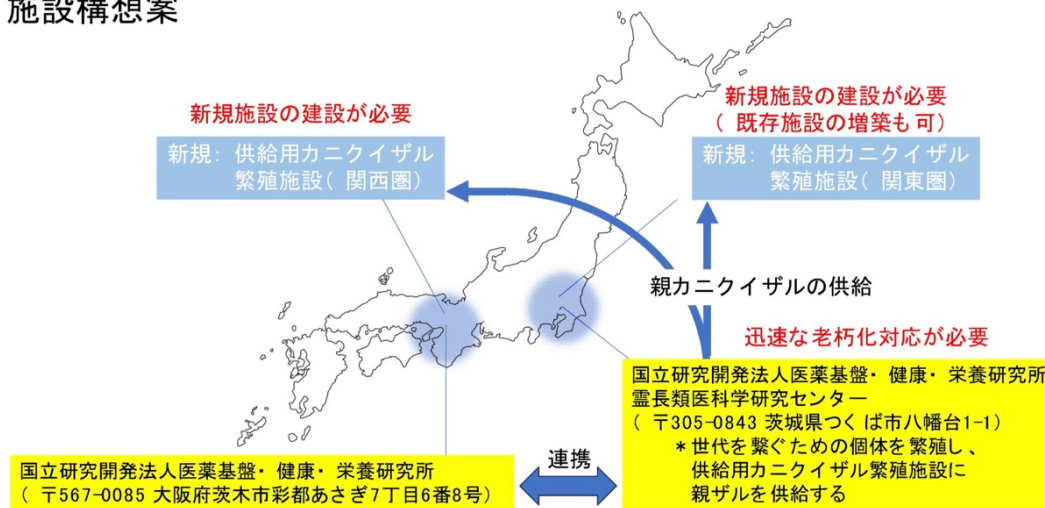 施設構想案
新規施設の建設が必要
新規: 供給用カニクイザル
繁殖施設( 関西圏)
新規施設の建設が必要
( 既存施設の増築も可)
新規: 供給用カニクイザル
繁殖施設( 関東圏)
親カニクイザルの供給
迅速な老朽化対応が必要
国立研究開発法人医薬基盤・健康・栄養研究所
霊長類医科学研究センター
( 〒305-0843 茨城県つくば市八幡台1-1)
*世代を繋ぐための個体を繁殖し、
供給用カニクイザル繁殖施設に
親ザルを供給する
連携
国立研究開発法人医薬基盤・健康・栄養研究所
( 〒567-0085 大阪府茨木市彩都あさぎ7丁目6番8号)